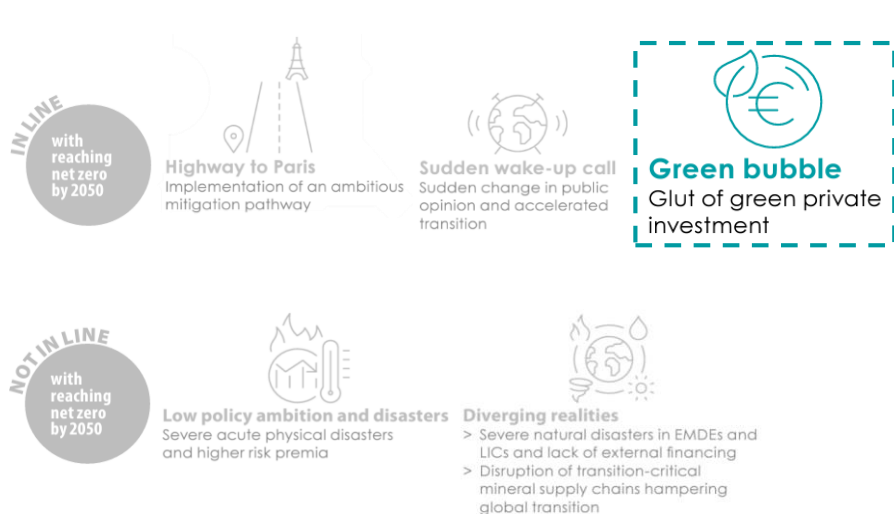 IN LINE
with
reaching
net zero
by 2050
Highway to Paris
Implementation of an ambitious
mitigation pathway
Sudden wake-up call
Sudden change in public
opinion and accelerated
transition
€
Green bubble
Glut of green private
investment
NOT IN LINE
with
reaching
net zero
by 2050
Low policy ambition and disasters
Severe acute physical disasters
and higher risk premia
Diverging realities
> Severe natural disasters in EMDEs and
LICs and lack of external financing
> Disruption of transition-critical
mineral supply chains hampering
global transition